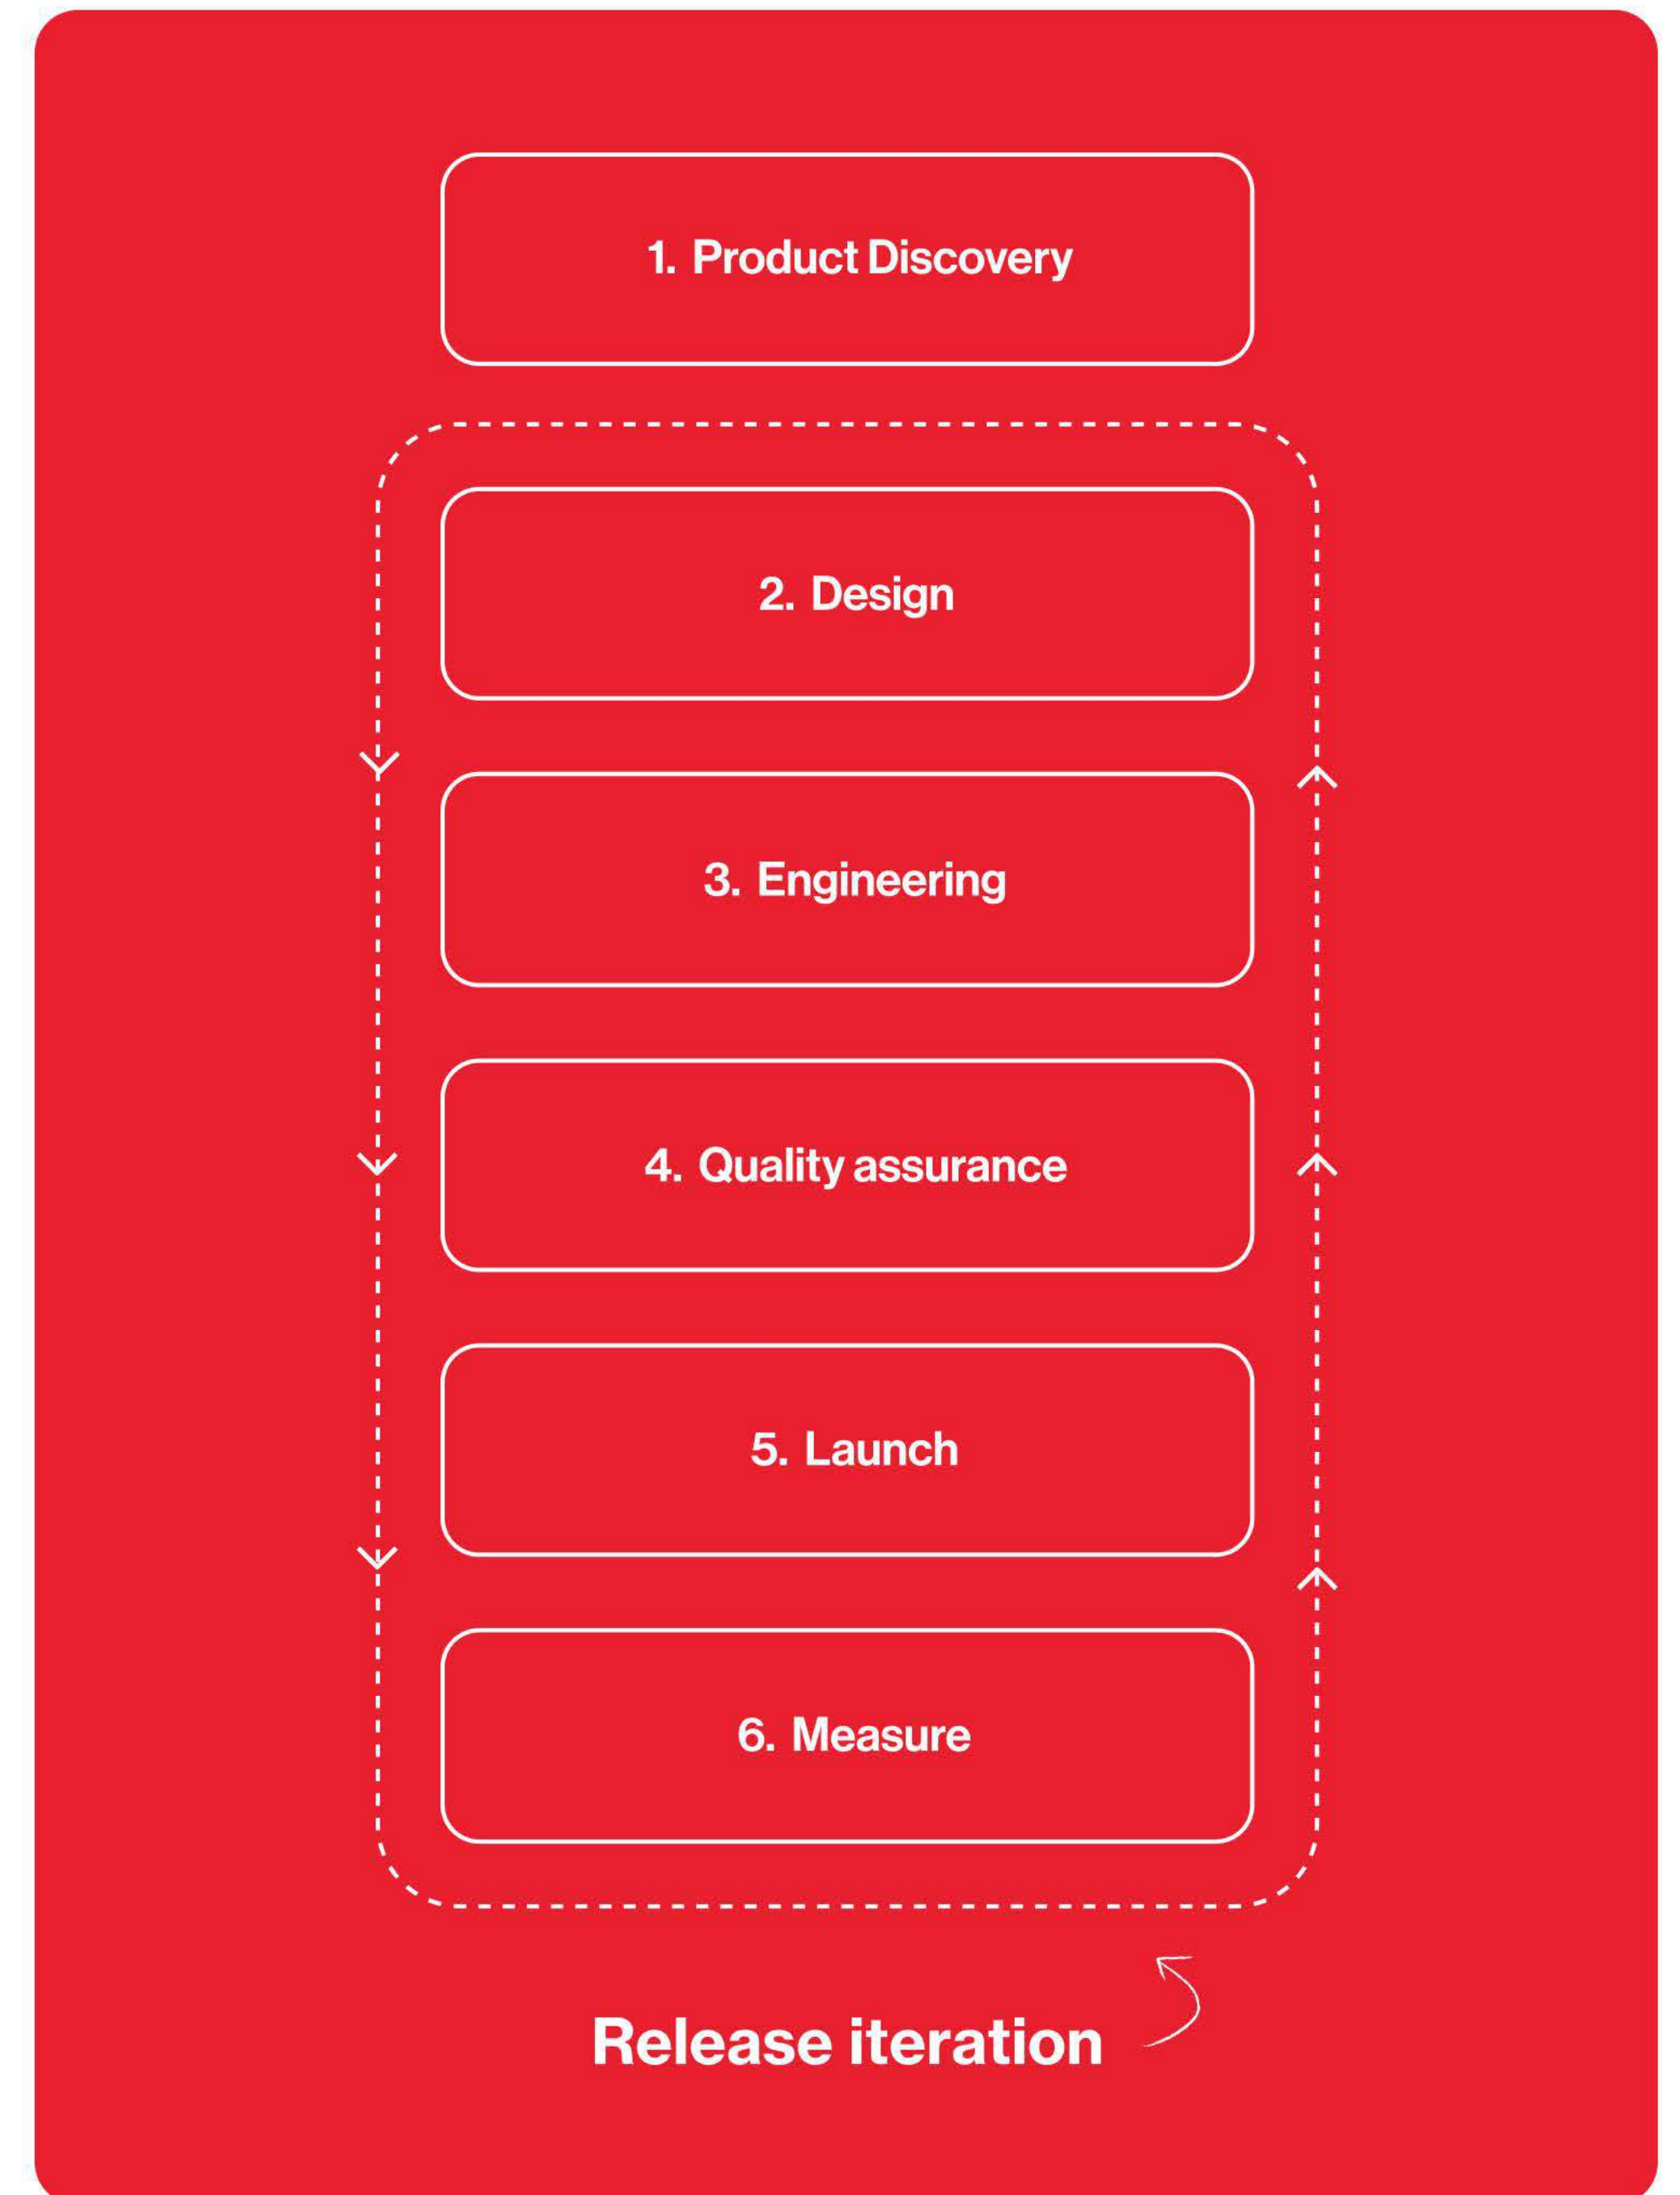 1. Product Discovery
2. Design
3. Engineering
4. Quality assurance
5. Launch
6. Measure
Release iteration